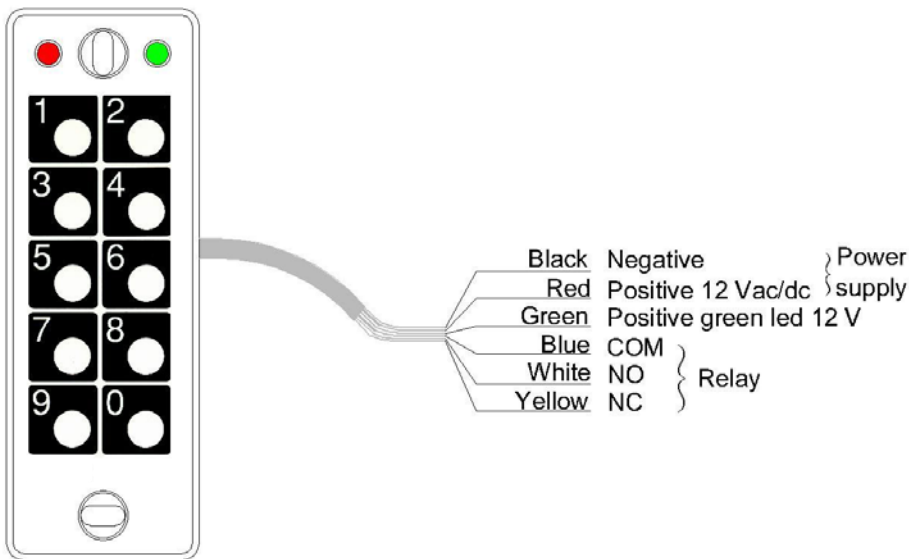 1 2
3 4
5 6
7 8
9 0
Black Negative
Red Positive 12 Vac/dc
Power supply
Green Positive green led 12 V
Blue COM
White NO
Yellow NC
Relay